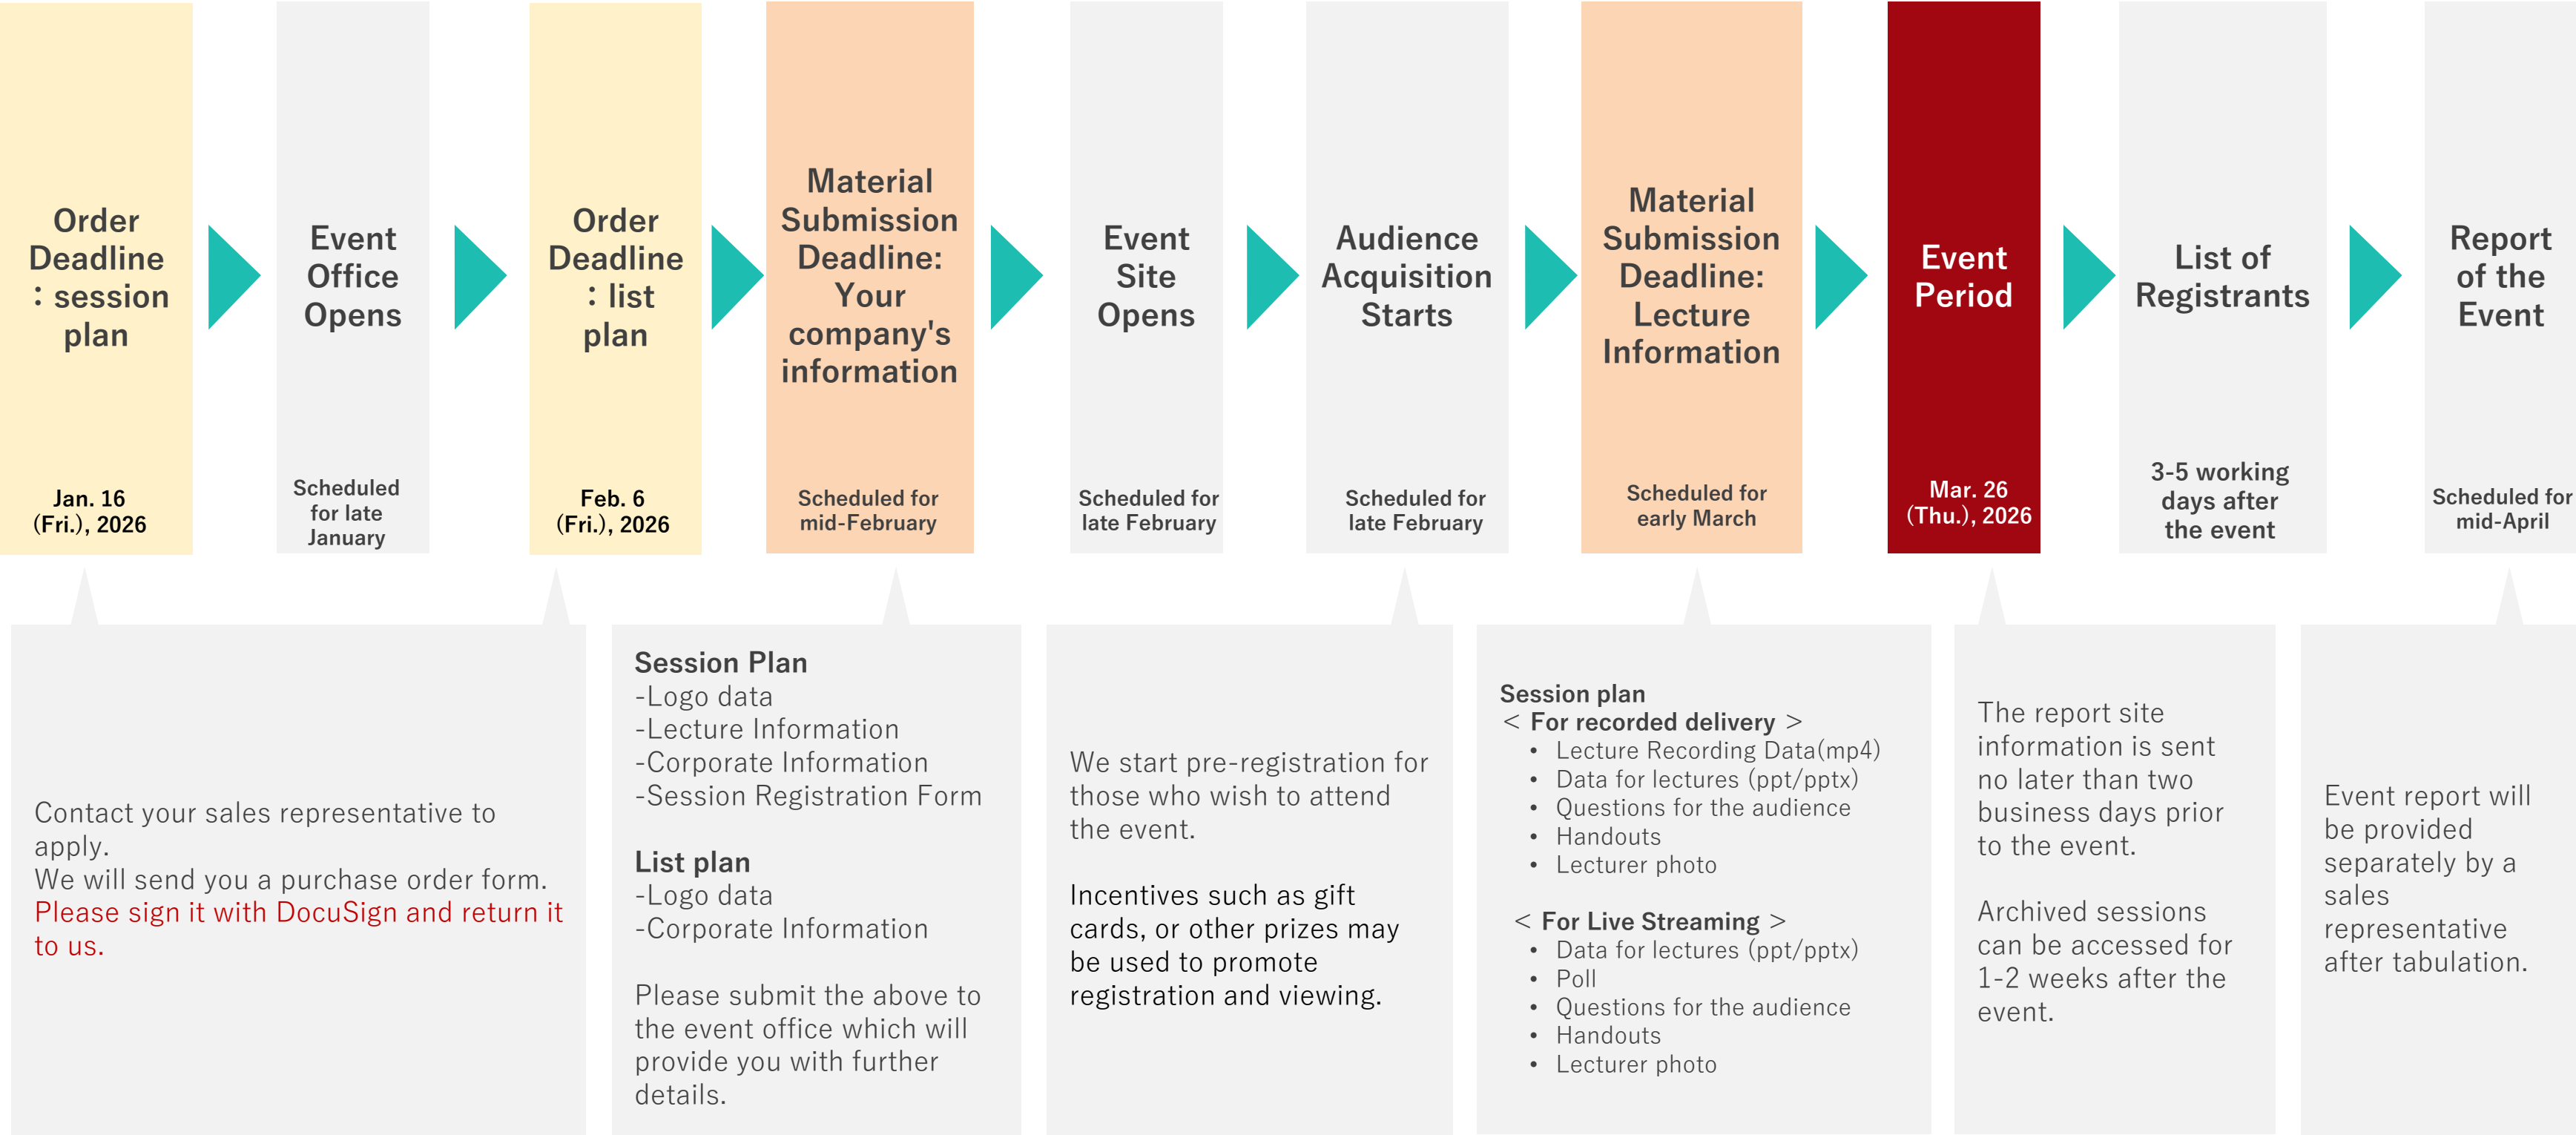 Order
Deadline
：session
plan
Jan. 16
(Fri.), 2026
Event
Office
Opens
Scheduled
for late
January
Order
Deadline
：list
plan
Feb. 6
(Fri.), 2026
Material
Submission
Deadline:
Your
company's
information
Scheduled for
mid-February
Event
Site
Opens
Scheduled for
late February
Audience
Acquisition
Starts
Scheduled for
late February
Material
Submission
Deadline:
Lecture
Information
Scheduled for
early March
Event
Period
Mar. 26
(Thu.), 2026
List of
Registrants
3-5 working
days after
the event
Report
of the
Event
Scheduled for
mid-April
Contact your sales representative to
apply.
We will send you a purchase order form.
Please sign it with DocuSign and return it
to us.
Session Plan
-Logo data
-Lecture Information
-Corporate Information
-Session Registration Form
List plan
-Logo data
-Corporate Information
Please submit the above to
the event office which will
provide you with further
details.
We start pre-registration for
those who wish to attend
the event.
Incentives such as gift
cards, or other prizes may
be used to promote
registration and viewing.
Session plan
< For recorded delivery >
• Lecture Recording Data(mp4)
• Data for lectures (ppt/pptx)
• Questions for the audience
• Handouts
• Lecturer photo
< For Live Streaming >
• Data for lectures (ppt/pptx)
• Poll
• Questions for the audience
• Handouts
• Lecturer photo
The report site
information is sent
no later than two
business days prior
to the event.
Archived sessions
can be accessed for
1-2 weeks after the
event.
Event report will
be provided
separately by a
sales
representative
after tabulation.